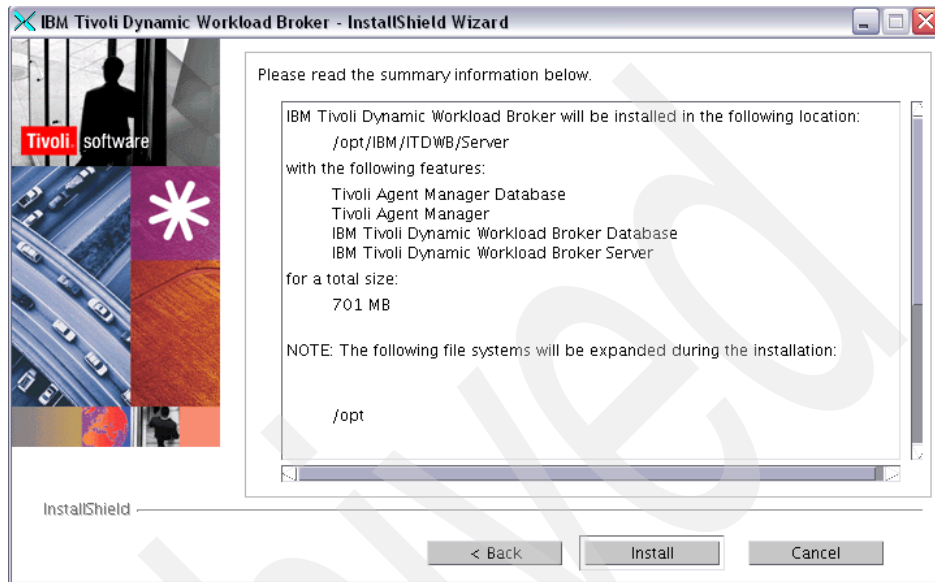 IBM Tivoli Dynamic Workload Broker - InstallShield Wizard
Please read the summary information below.
IBM Tivoli Dynamic Workload Broker will be installed in the following location:
/opt/IBM/ITDWB/Server
with the following features:
Tivoli Agent Manager Database
Tivoli Agent Manager
IBM Tivoli Dynamic Workload Broker Database
IBM Tivoli Dynamic Workload Broker Server
for a total size:
701 MB
NOTE: The following file systems will be expanded during the installation:
/opt
Tivoli. software
InstallShield
< Back Install Cancel